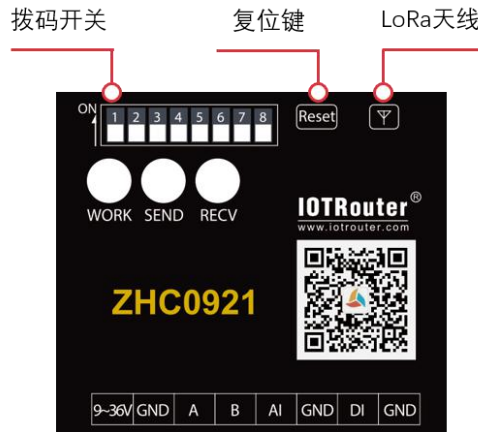 拨码开关 复位键 LoRa天线
ON 1 2 3 4 5 6 7 8 Reset
WORK SEND RECV
IOTRouter®
www.iotrouter.com
ZHC0921
9~36V GND A B AI GND DI GND